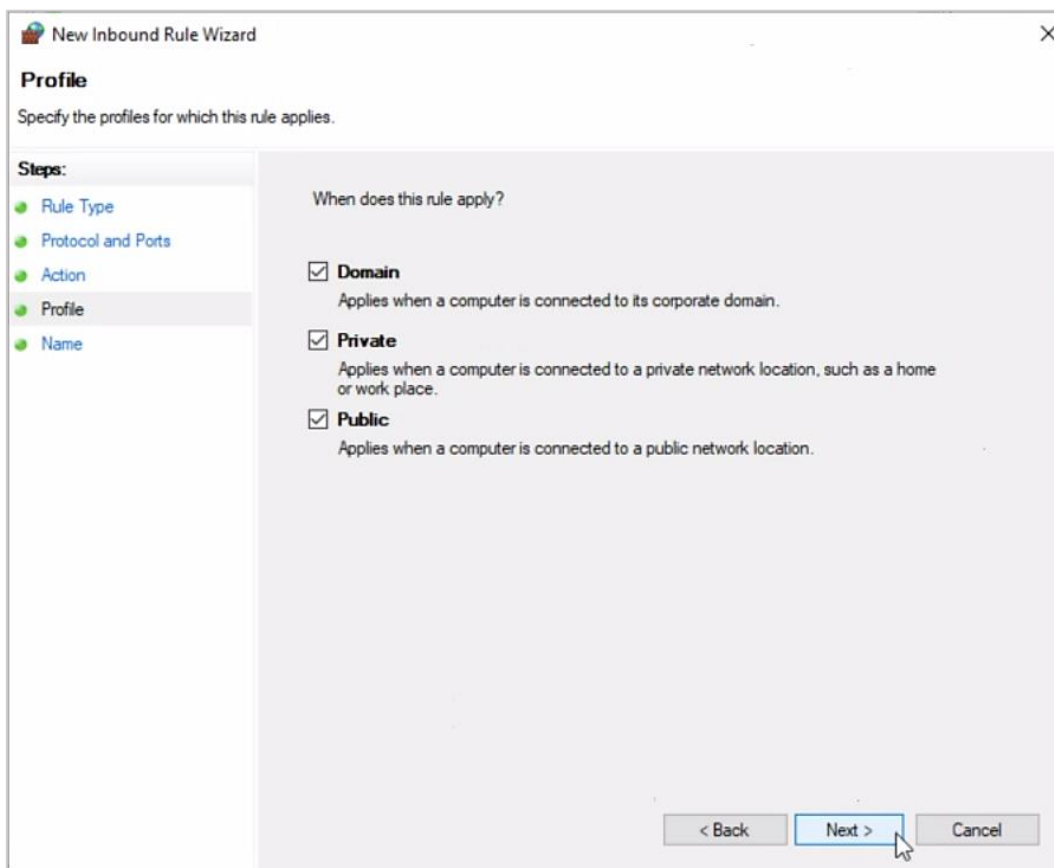 New Inbound Rule Wizard
Profile
Specify the profiles for which this rule applies.
Steps:
Rule Type
Protocol and Ports
Action
Profile
Name
When does this rule apply?
Domain
Applies when a computer is connected to its corporate domain.
Private
Applies when a computer is connected to a private network location, such as a home
or work place.
Public
Applies when a computer is connected to a public network location.
< Back
Next >
Cancel